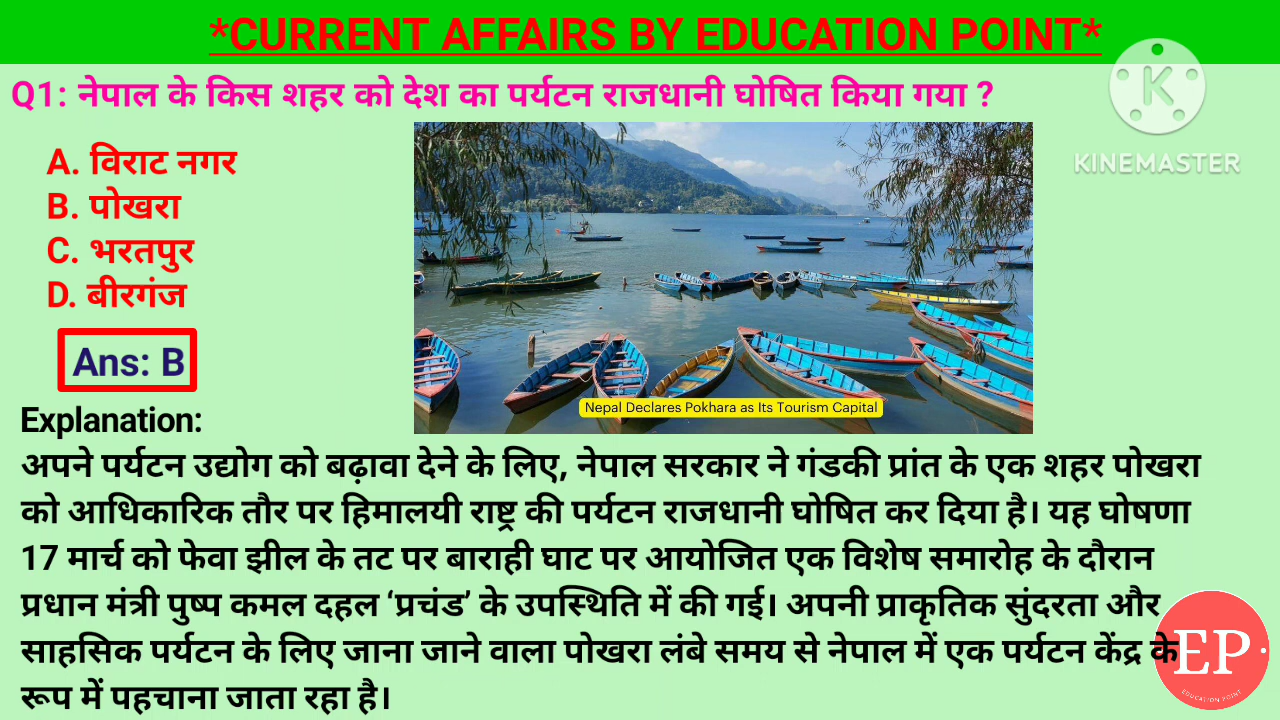 *CURRENT AFFAIRS BY EDUCATION POINT*
Q1: नेपाल के किस शहर को देश का पर्यटन राजधानी घोषित किया गया ?
KINEMASTER
A. विराट नगर
B. पोखरा
C. भरतपुर
D. बीरगंज
Ans: B
Nepal Declares Pokhara as Its Tourism Capital
Explanation:
अपने पर्यटन उद्योग को बढ़ावा देने के लिए, नेपाल सरकार ने गंडकी प्रांत के एक शहर पोखरा
को आधिकारिक तौर पर हिमालयी राष्ट्र की पर्यटन राजधानी घोषित कर दिया है। यह घोषणा
17 मार्च को फेवा झील के तट पर बाराही घाट पर आयोजित एक विशेष समारोह के दौरान
प्रधान मंत्री पुष्प कमल दहल ‘प्रचंड’ के उपस्थिति में की गई। अपनी प्राकृतिक सुंदरता और
साहसिक पर्यटन के लिए जाना जाने वाला पोखरा लंबे समय से नेपाल में एक पर्यटन केंद्र के
रूप में पहचाना जाता रहा है।
EP
EDUCATION POINT